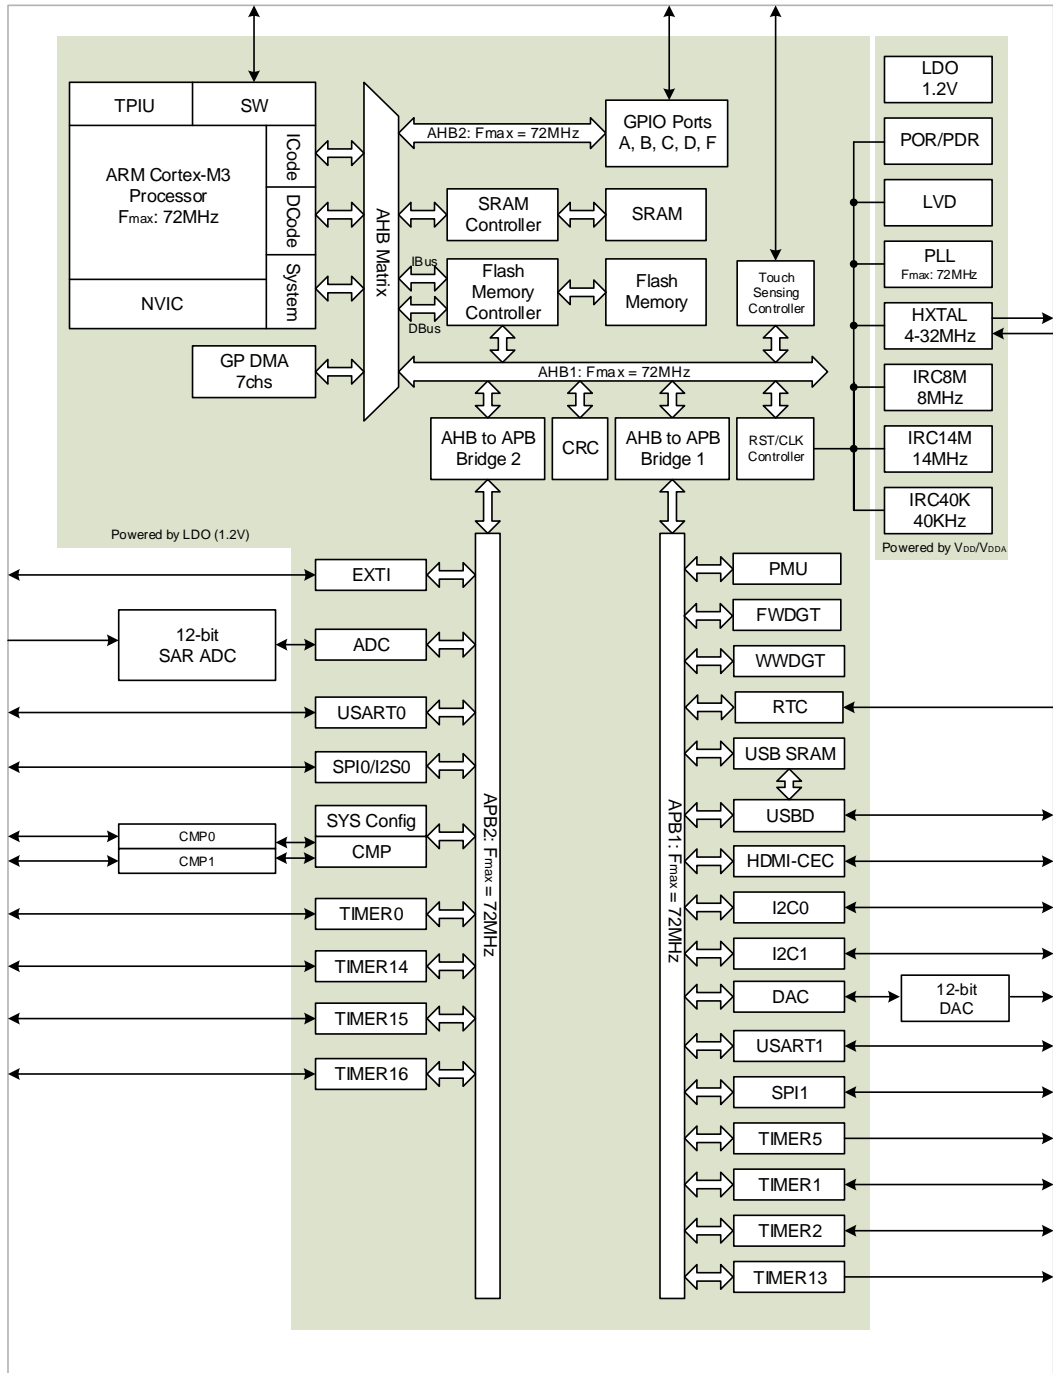 TPIU
SW
ARM Cortex-M3
Processor
Fmax: 72MHz
ICode
DCode
System
NVIC
GP DMA
7chs
AHB Matrix
AHB2: Fmax = 72MHz
GPIO Ports
A, B, C, D, F
SRAM
Controller
SRAM
IBus
DBus
Flash
Memory
Controller
Flash
Memory
Touch
Sensing
Controller
AHB1: Fmax = 72MHz
AHB to APB
Bridge 2
CRC
AHB to APB
Bridge 1
RST/CLK
Controller
LDO
1.2V
POR/PDR
LVD
PLL
Fmax: 72MHz
HXTAL
4-32MHz
IRC8M
8MHz
IRC14M
14MHz
IRC40K
40KHz
Powered by LDO (1.2V)
Powered by VDD/VDDA
EXTI
12-bit
SAR ADC
ADC
USART0
SPI0/I2S0
CMP0
CMP1
SYS Config
CMP
TIMER0
TIMER14
TIMER15
TIMER16
APB2: Fmax = 72MHz
APB1: Fmax = 72MHz
PMU
FWDGT
WWDGT
RTC
USB SRAM
USBD
HDMI-CEC
I2C0
I2C1
DAC
12-bit
DAC
USART1
SPI1
TIMER5
TIMER1
TIMER2
TIMER13